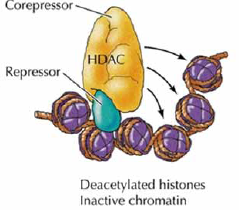 Corepressor
HDAC
Repressor
Deacetylated histones
Inactive chromatin